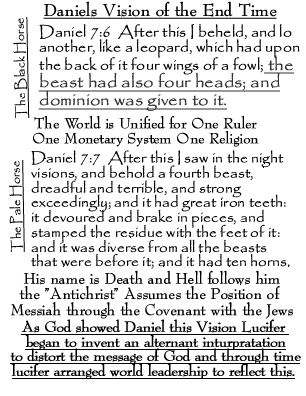 Daniels Vision of the End Time
The Black Horse
Daniel 7:6 After this I beheld, and lo
another, like a leopard, which had upon
the back of it four wings of a fowl; the
beast had also four heads; and
dominion was given to it.
The World is Unified for One Ruler
One Monetary System One Religion
The Pale Horse
Daniel 7:7 After this I saw in the night
visions, and behold a fourth beast,
dreadful and terrible, and strong
exceedingly; and it had great iron teeth:
it devoured and brake in pieces, and
stamped the residue with the feet of it:
and it was diverse from all the beasts
that were before it; and it had ten horns.
His name is Death and Hell follows him
the "Antichrist" Assumes the Position of
Messiah through the Covenant with the Jews
As God showed Daniel this Vision Lucifer
began to invent an alternant inturpratation
to distort the message of God and through time
lucifer arranged world leadership to reflect this.